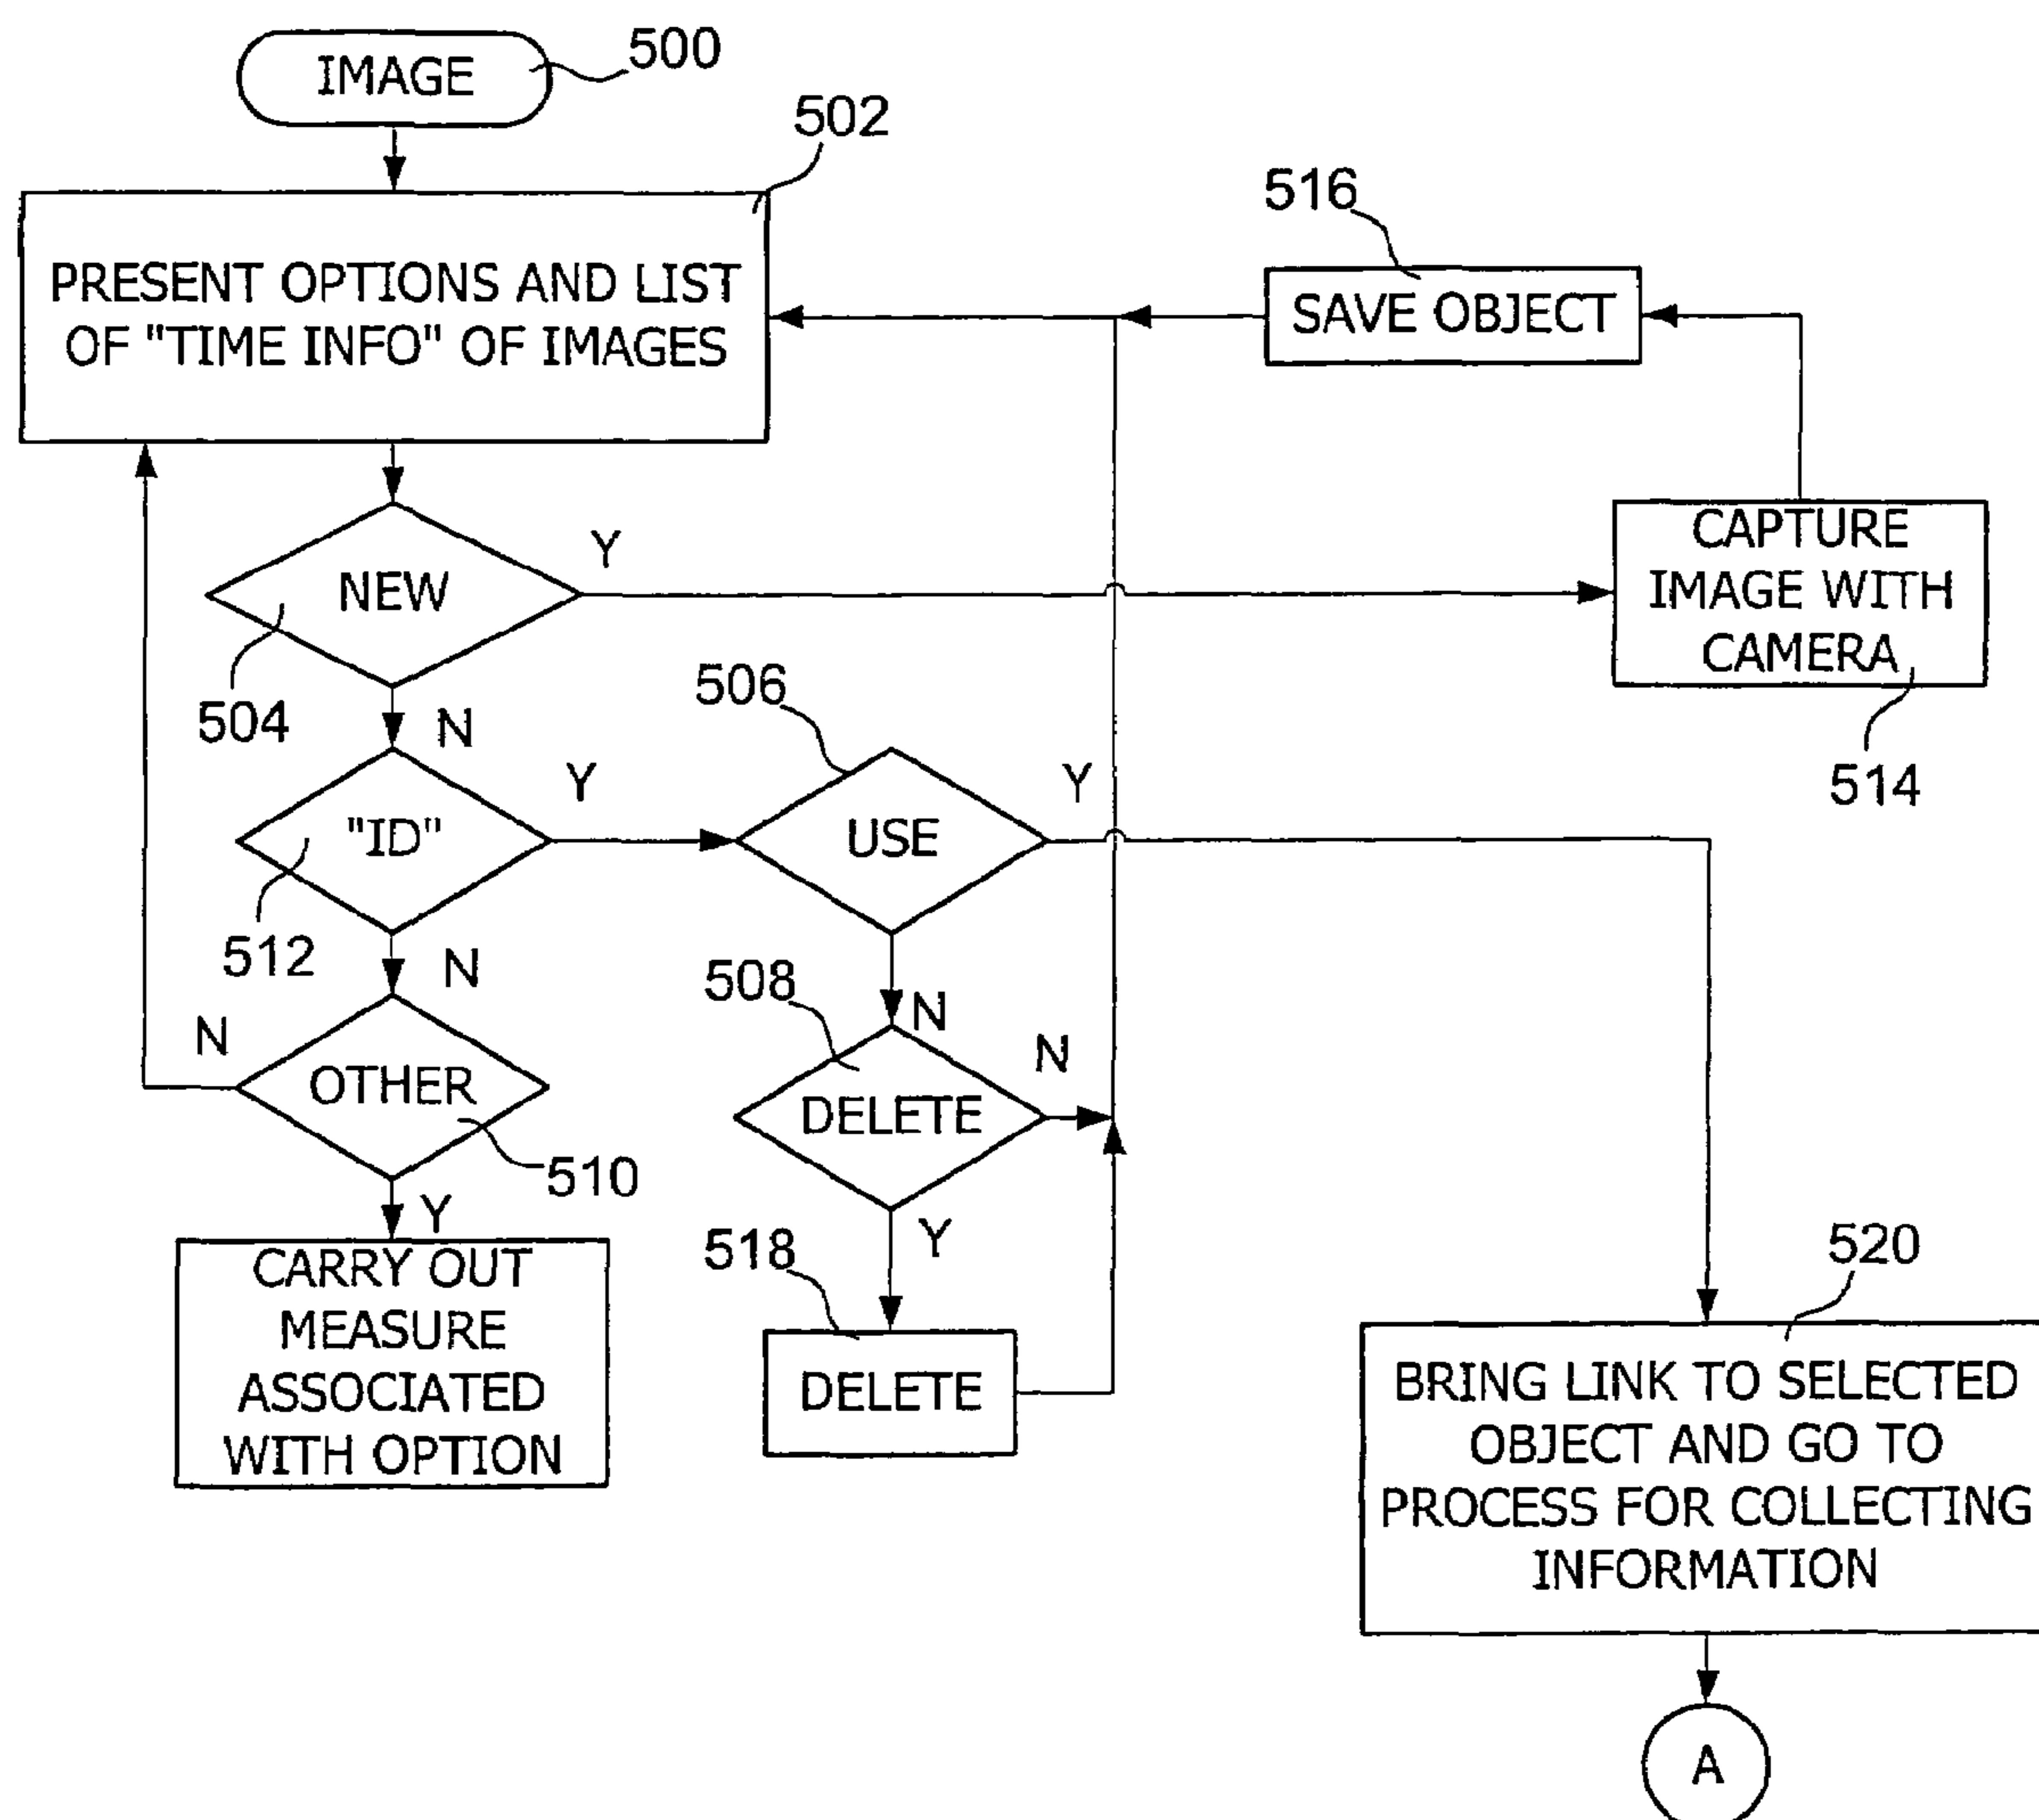 IMAGE
500
502
PRESENT OPTIONS AND LIST
OF "TIME INFO" OF IMAGES
516
SAVE OBJECT
NEW
Y
504
N
CAPTURE
IMAGE WITH
CAMERA
514
"ID"
Y
512
N
506
USE
Y
N
508
DELETE
N
Y
N
OTHER
510
Y
CARRY OUT
MEASURE
ASSOCIATED
WITH OPTION
518
DELETE
520
BRING LINK TO SELECTED
OBJECT AND GO TO
PROCESS FOR COLLECTING
INFORMATION
A